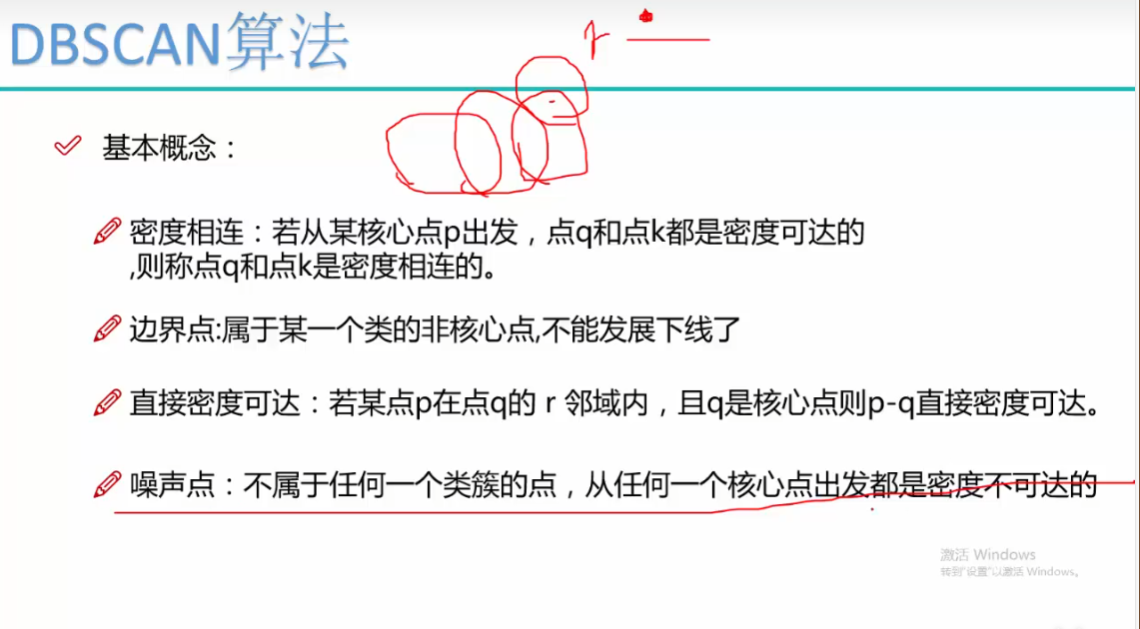 DBSCAN算法
基本概念：
密度相连：若从某核心点p出发，点q和点k都是密度可达的
,则称点q和点k是密度相连的。
边界点:属于某一个类的非核心点,不能发展下线了
直接密度可达：若某点p在点q的 r 邻域内，且q是核心点则p-q直接密度可达。
噪声点：不属于任何一个类簇的点，从任何一个核心点出发都是密度不可达的
激活 Windows
转到"设置"以激活 Windows。